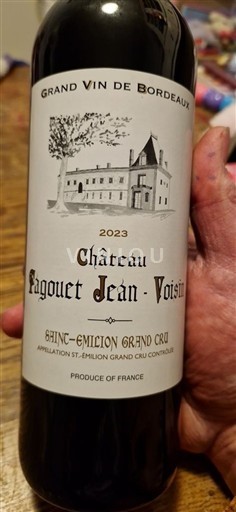 GRAND VIN DE BORDEAUX
2023
Château
Fagouet Jean-Voisin
SAINT-EMILION GRAND CRU
APPELLATION ST.-ÉMILION GRAND CRU CONTRÔLÉE
PRODUCE OF FRANCE